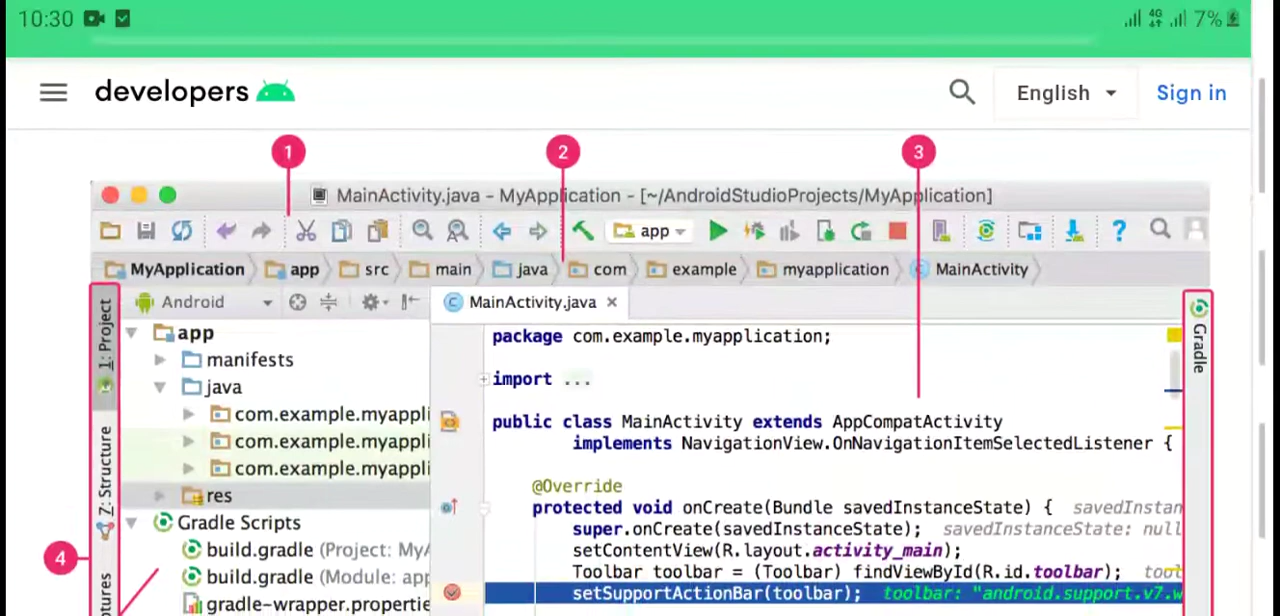 10:30 4G 7%
developers English Sign in
1 2 3
MainActivity.java - MyApplication - [~/AndroidStudioProjects/MyApplication]
app ?
MyApplication app src main java com example myapplication C MainActivity
1: Project Android C MainActivity.java × Gradle
app package com.example.myapplication;
manifests
java import ...
com.example.myappli
public class MainActivity extends AppCompatActivity
com.example.myappli implements NavigationView.OnNavigationItemSelectedListener {
com.example.myappli
7: Structure res @Override
protected void onCreate(Bundle savedInstanceState) { savedInstan
Gradle Scripts super.onCreate(savedInstanceState); savedInstanceState: null
4 build.gradle (Project: MyA setContentView(R.layout.activity_main);
build.gradle (Module: app Toolbar toolbar = (Toolbar) findViewById(R.id.toolbar); tool
ptures gradle-wrapper.propertie setSupportActionBar(toolbar); toolbar: "android.support.v7.w